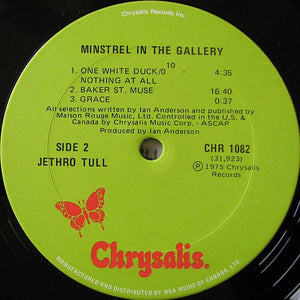 Chrysalis Records Inc.
MINSTREL IN THE GALLERY
1. ONE WHITE DUCK/0¹⁰ - 4:35
NOTHING AT ALL
2. BAKER ST. MUSE 16:40
3. GRACE 0:37
All selections written by Ian Anderson and published by
Maison Rouge Music, Ltd. Controlled in the U.S. &
Canada by Chrysalis Music Corp. - ASCAP
Produced by Ian Anderson
SIDE 2 CHR 1082
(31,923)
JETHRO TULL ℗ 1975 Chrysalis
Records
Chrysalis.
MANUFACTURED AND DISTRIBUTED IN CANADA BY WEA MUSIC OF CANADA, LTD.